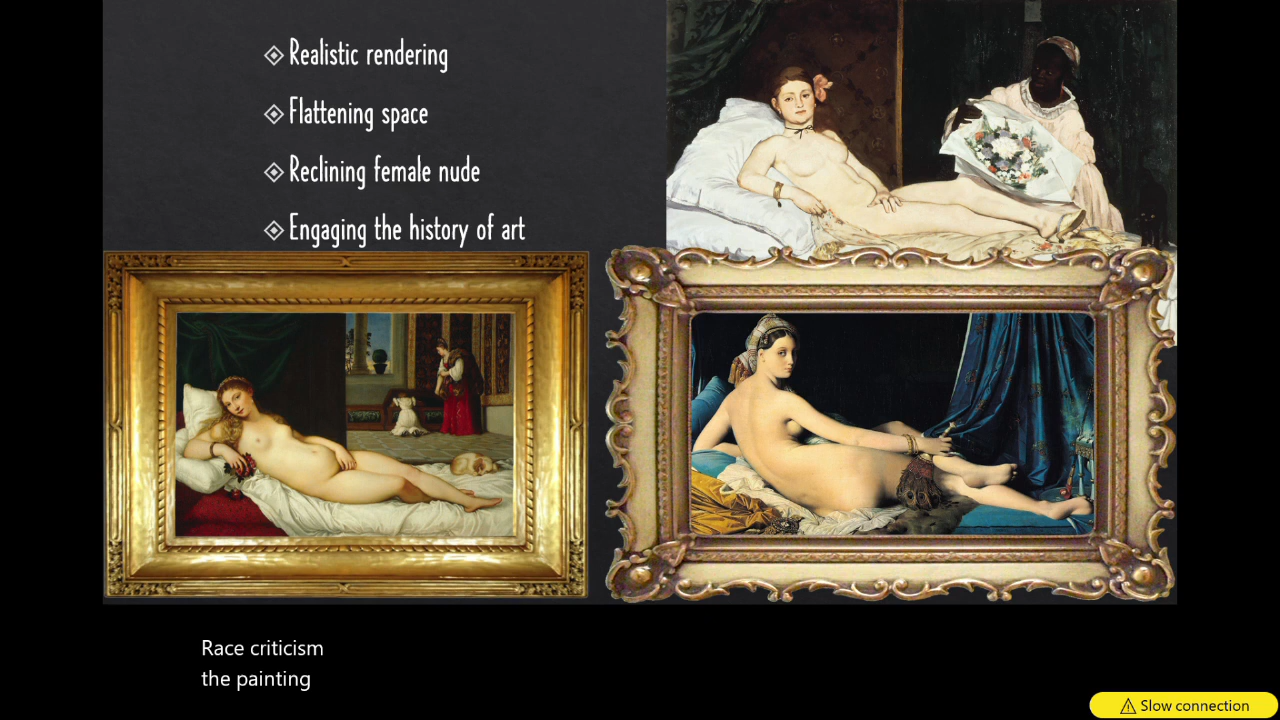 Realistic rendering
Flattening space
Reclining female nude
Engaging the history of art
Race criticism
the painting
Slow connection